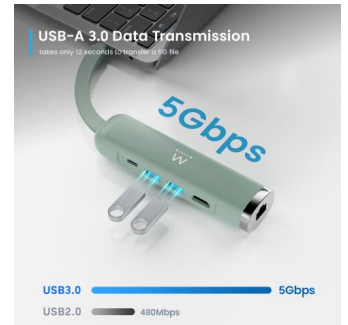 USB-A 3.0 Data Transmission
takes only 12 seconds to transfer a 5G file
5Gbps
USB3.0 5Gbps
USB2.0 480Mbps